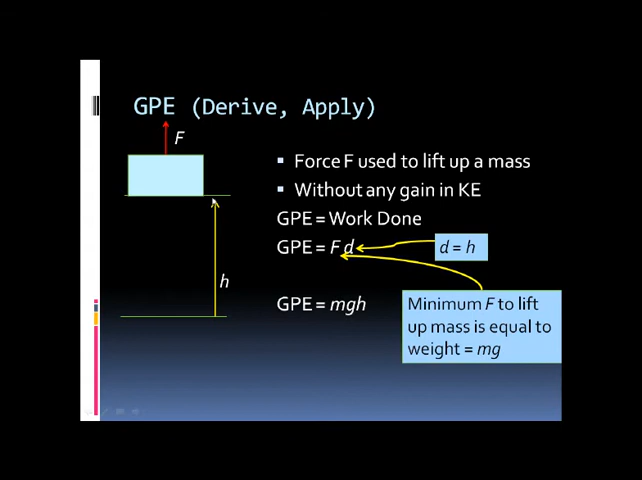 GPE (Derive, Apply)
F
▪ Force F used to lift up a mass
▪ Without any gain in KE
GPE = Work Done
GPE = F d
d = h
h
GPE = mgh
Minimum F to lift
up mass is equal to
weight = mg